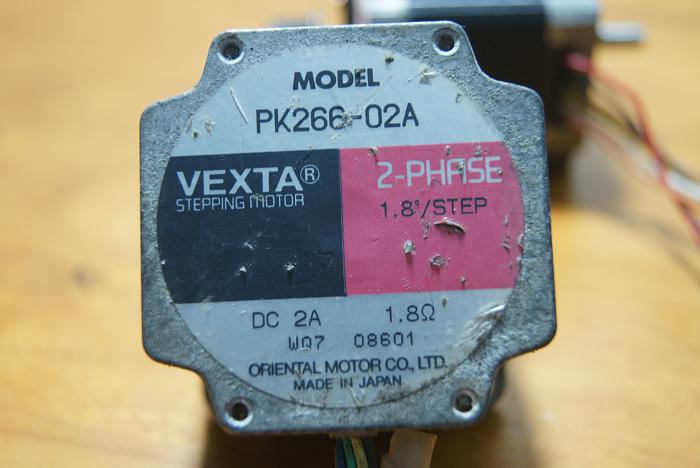 MODEL
PK266-02A
VEXTA® 2-PHASE
STEPPING MOTOR 1.8°/STEP
DC 2A 1.8Ω
WQ7 08601
ORIENTAL MOTOR CO., LTD.
MADE IN JAPAN